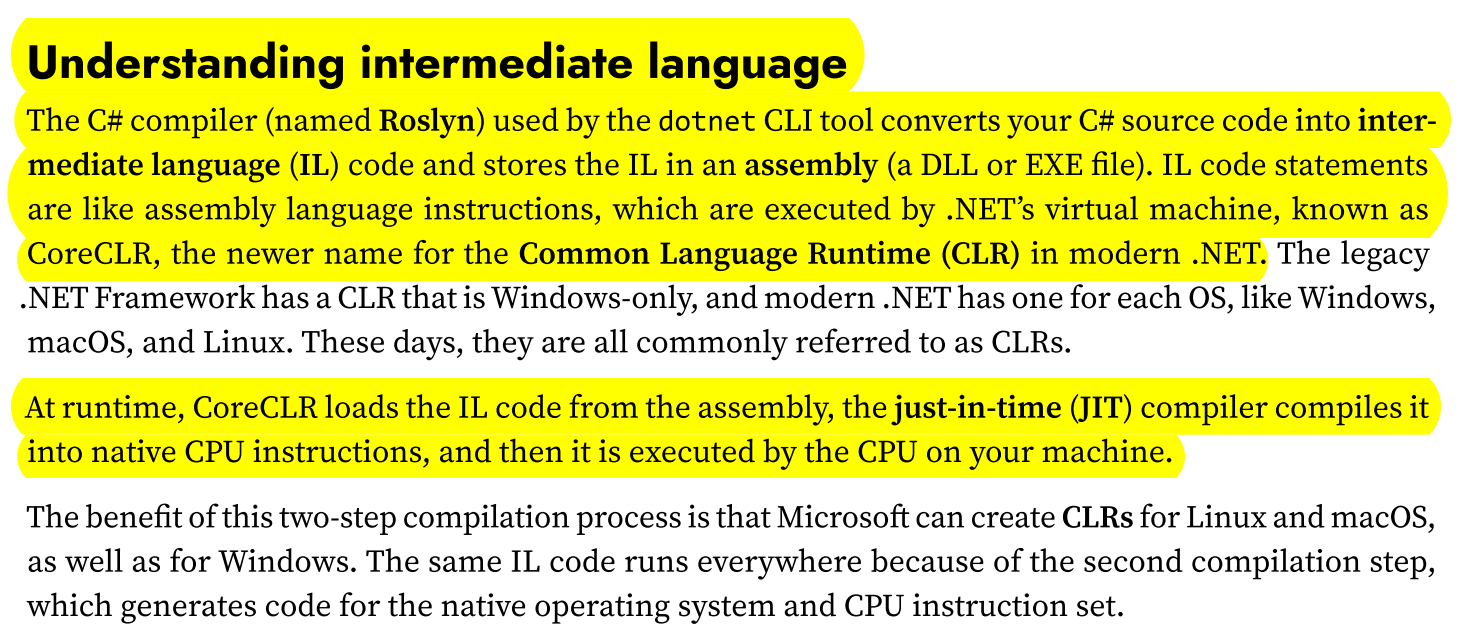 Understanding intermediate language
The C# compiler (named Roslyn) used by the dotnet CLI tool converts your C# source code into inter-
mediate language (IL) code and stores the IL in an assembly (a DLL or EXE file). IL code statements
are like assembly language instructions, which are executed by .NET’s virtual machine, known as
CoreCLR, the newer name for the Common Language Runtime (CLR) in modern .NET. The legacy
.NET Framework has a CLR that is Windows-only, and modern .NET has one for each OS, like Windows,
macOS, and Linux. These days, they are all commonly referred to as CLRs.
At runtime, CoreCLR loads the IL code from the assembly, the just-in-time (JIT) compiler compiles it
into native CPU instructions, and then it is executed by the CPU on your machine.
The benefit of this two-step compilation process is that Microsoft can create CLRs for Linux and macOS,
as well as for Windows. The same IL code runs everywhere because of the second compilation step,
which generates code for the native operating system and CPU instruction set.